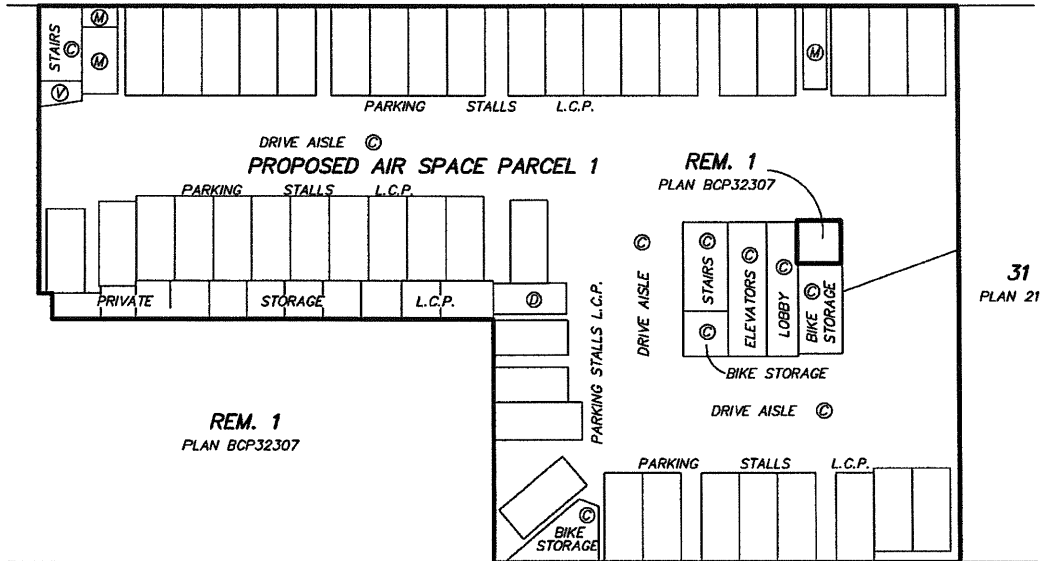 STAIRS Ⓒ
Ⓜ
Ⓜ
Ⓥ
Ⓜ
PARKING STALLS L.C.P.
DRIVE AISLE Ⓒ
PROPOSED AIR SPACE PARCEL 1
REM. 1
PLAN BCP32307
PARKING STALLS L.C.P.
PRIVATE STORAGE L.C.P.
Ⓓ
PARKING STALLS L.C.P.
DRIVE AISLE Ⓒ
STAIRS Ⓒ
Ⓒ
ELEVATORS Ⓒ
LOBBY Ⓒ
BIKE Ⓒ
STORAGE
BIKE STORAGE
31
PLAN 21
DRIVE AISLE Ⓒ
REM. 1
PLAN BCP32307
PARKING STALLS L.C.P.
Ⓒ
BIKE
STORAGE